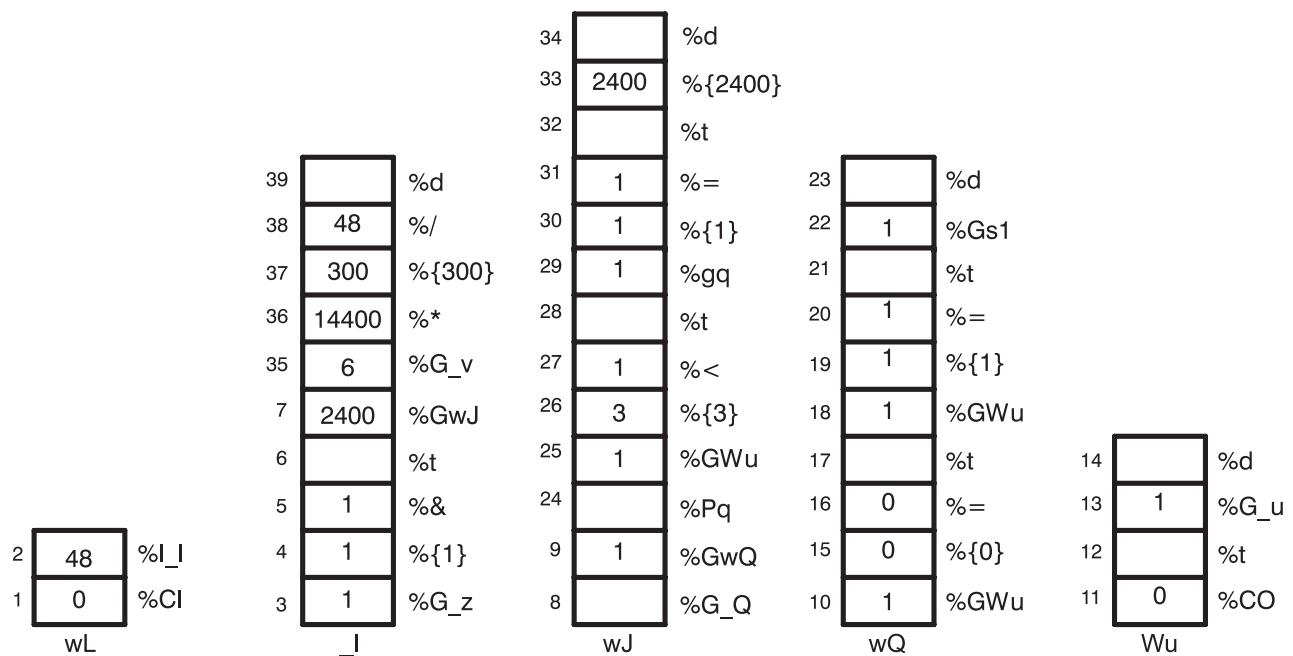 2 48 %I_I
1 0 %CI
wL
39 %d
38 48 %/
37 300 %{300}
36 14400 %*
35 6 %G_v
7 2400 %GwJ
6 %t
5 1 %&
4 1 %{1}
3 1 %G_z
_I
34 %d
33 2400 %{2400}
32 %t
31 1 %=
30 1 %{1}
29 1 %gq
28 %t
27 1 %<
26 3 %{3}
25 1 %GWu
24 %Pq
9 1 %GwQ
8 %G_Q
wJ
23 %d
22 1 %Gs1
21 %t
20 1 %=
19 1 %{1}
18 1 %GWu
17 %t
16 0 %=
15 0 %{0}
10 1 %GWu
wQ
14 %d
13 1 %G_u
12 %t
11 0 %CO
Wu